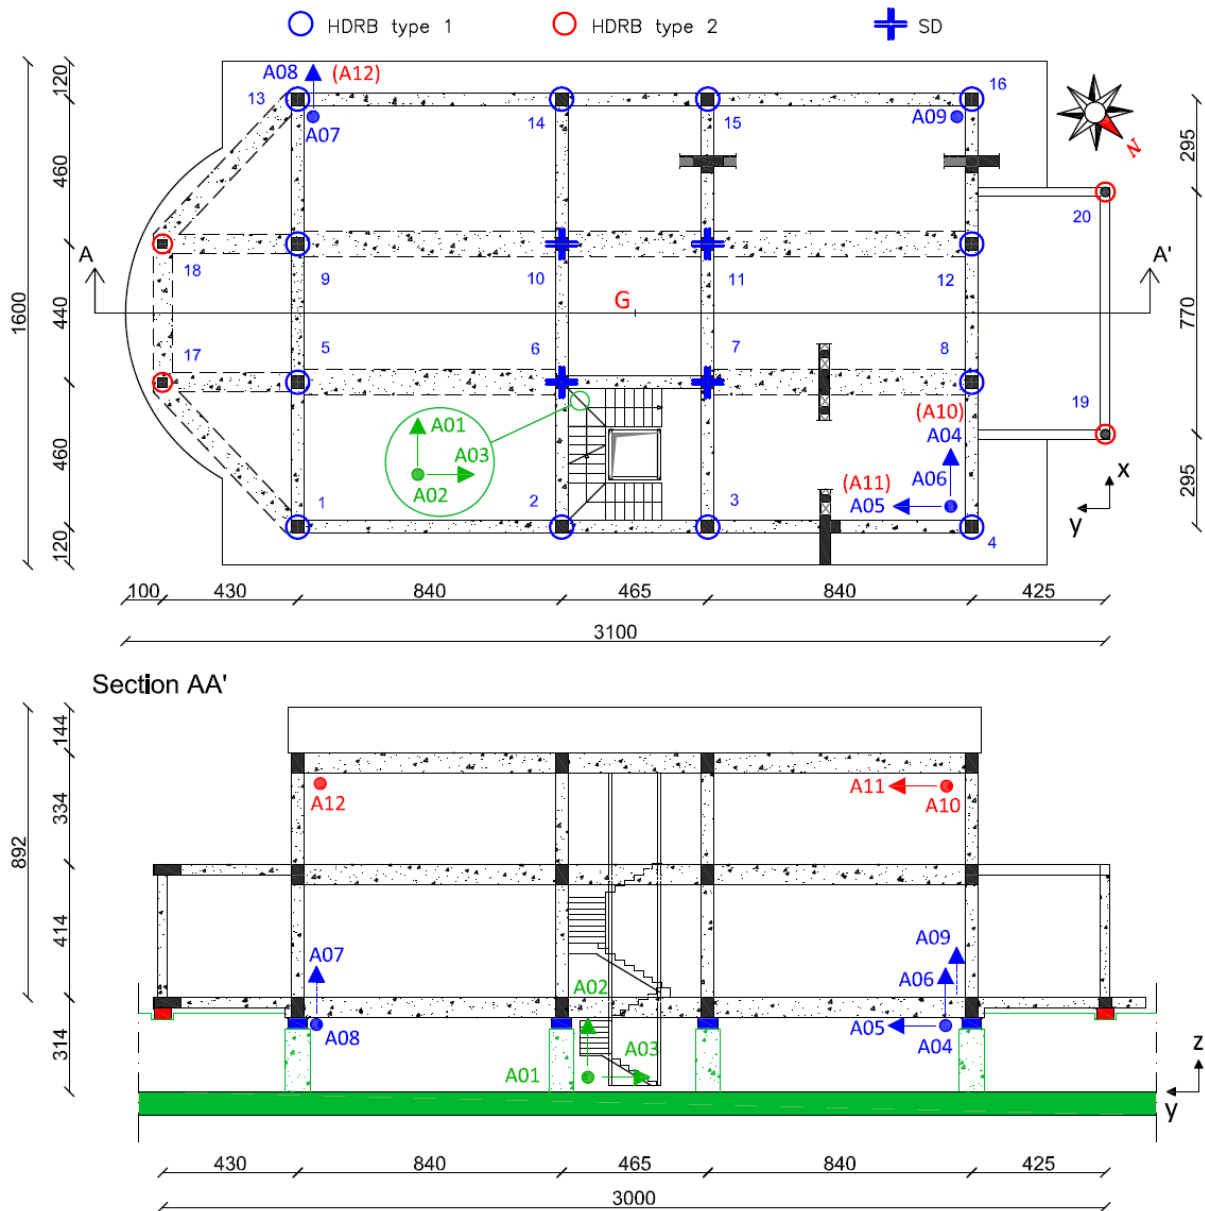 HDRB type 1 HDRB type 2 SD
A08 (A12)
13 16
120
A07 14 15 A09
N
460 295
20
A A'
18 9 10 11 12
G
1600 440 770
17 5 6 7 8
19
(A10)
A01 A04
A03 (A11) A06
A02 A05
460 295
x
1 2 3
y
4
120
100 430 840 465 840 425
3100
Section AA'
144
A11 A10
A12
334
892
414
A07 A09
A02 A06
A08 A05 A04
314
A03
A01
z
y
430 840 465 840 425
3000